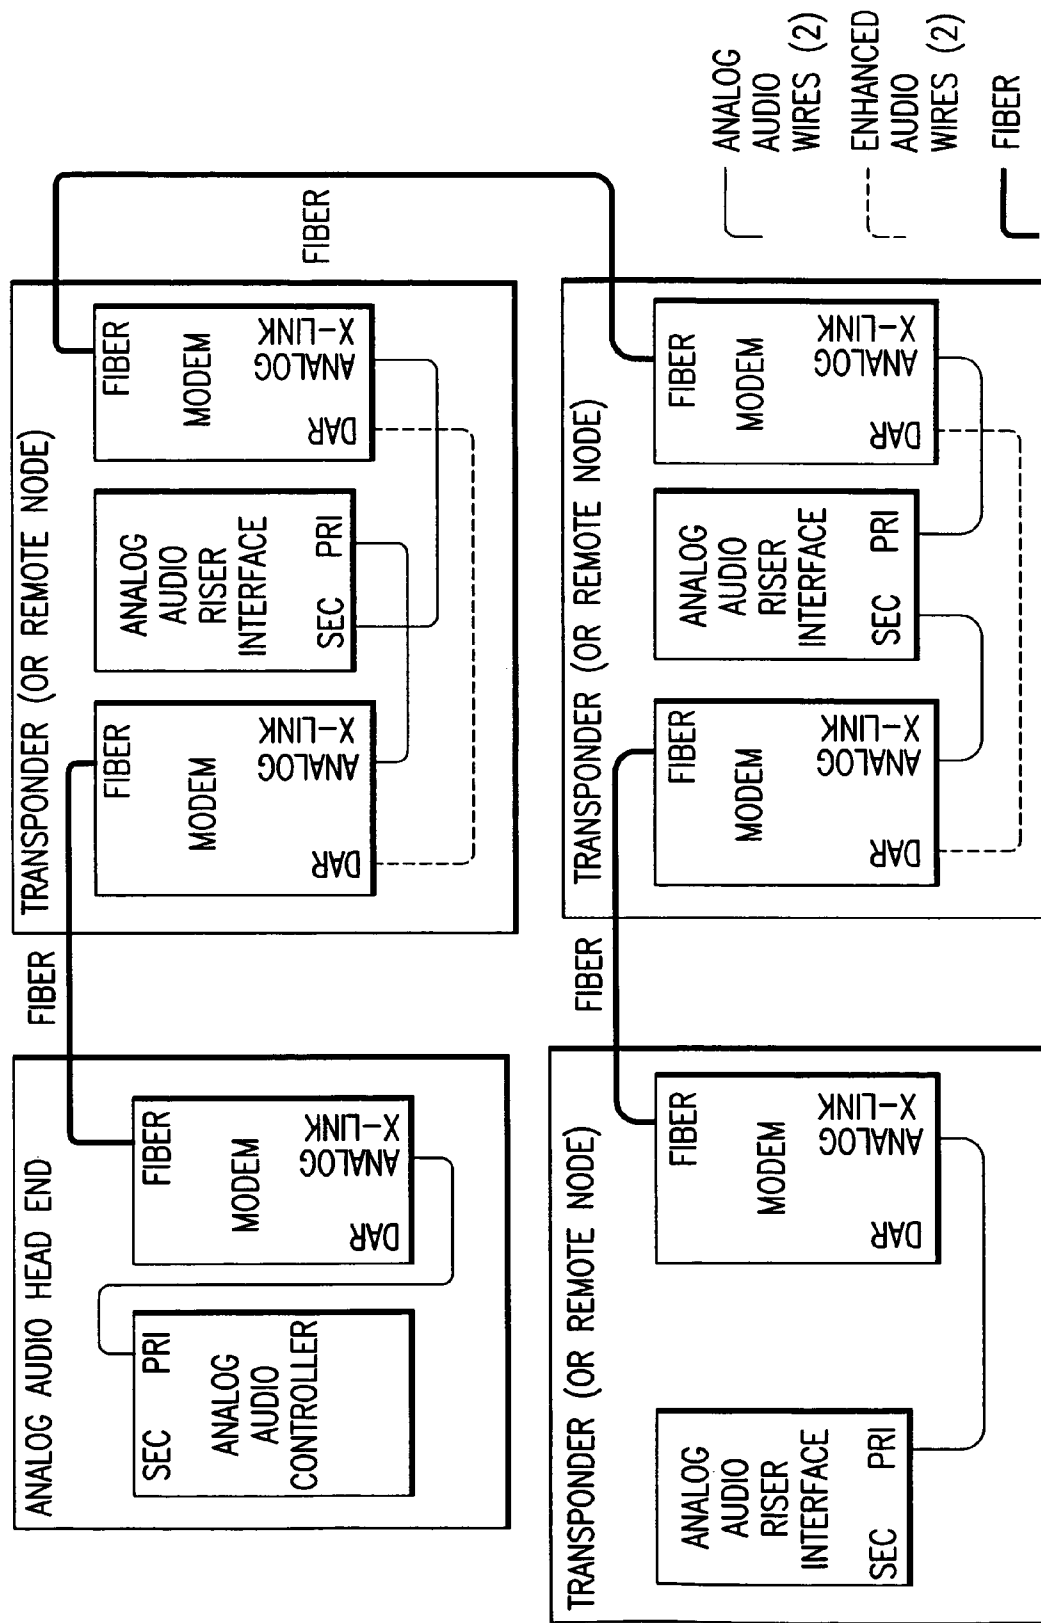 ANALOG AUDIO HEAD END
SEC PRI
ANALOG
AUDIO
CONTROLLER
FIBER
MODEM
DAR
ANALOG
X-LINK
FIBER
TRANSPONDER (OR REMOTE NODE)
FIBER
MODEM
DAR
ANALOG
X-LINK
ANALOG
AUDIO
RISER
INTERFACE
SEC PRI
FIBER
MODEM
DAR
ANALOG
X-LINK
FIBER
TRANSPONDER (OR REMOTE NODE)
ANALOG
AUDIO
RISER
INTERFACE
SEC PRI
FIBER
MODEM
DAR
ANALOG
X-LINK
FIBER
TRANSPONDER (OR REMOTE NODE)
FIBER
MODEM
DAR
ANALOG
X-LINK
ANALOG
AUDIO
RISER
INTERFACE
SEC PRI
FIBER
MODEM
DAR
ANALOG
X-LINK
ANALOG
AUDIO
WIRES (2)
ENHANCED
AUDIO
WIRES (2)
FIBER